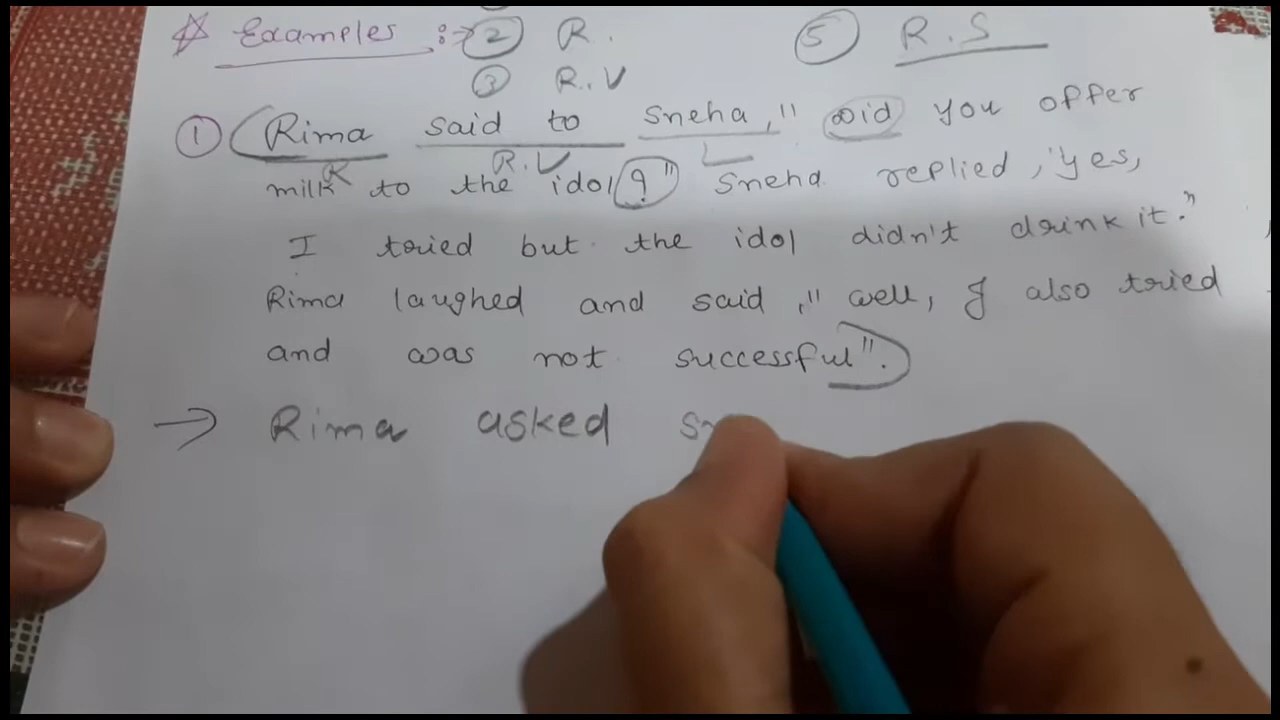 ☆ Examples :→ ② R.
⑤ R.S
③ R.V
① Rima said to Sneha," Did you offer
R R.V L
milk to the idol?" Sneha replied,"Yes,
I tried but the idol didn't drink it."
Rima laughed and said," well, I also tried
and was not successful".
→ Rima asked